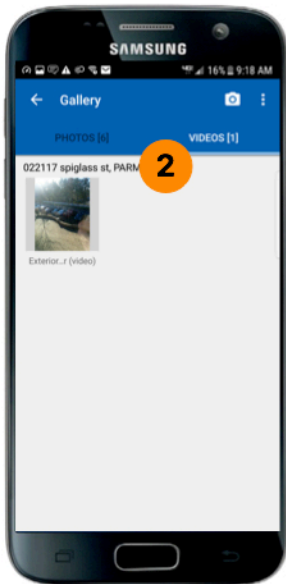 SAMSUNG
16% 9:18 AM
Gallery
PHOTOS [6]
VIDEOS [1]
022117 spiglass st, PARM
2
Exterior...r (video)